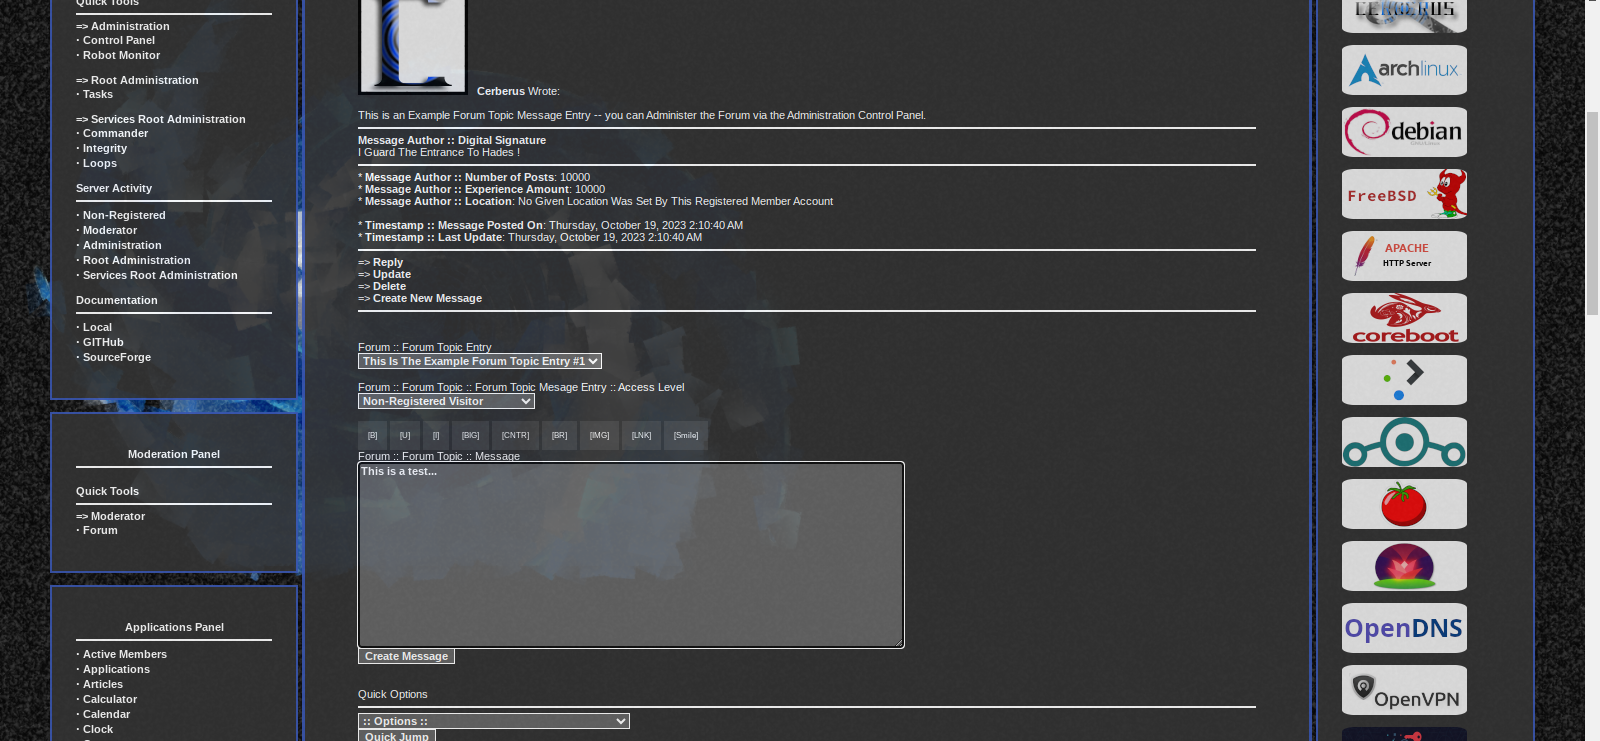 Quick Tools
=> Administration
· Control Panel
· Robot Monitor
=> Root Administration
· Tasks
=> Services Root Administration
· Commander
· Integrity
· Loops
Server Activity
· Non-Registered
· Moderator
· Administration
· Root Administration
· Services Root Administration
Documentation
· Local
· GITHub
· SourceForge
Moderation Panel
Quick Tools
=> Moderator
· Forum
Applications Panel
· Active Members
· Applications
· Articles
· Calculator
· Calendar
· Clock
Cerberus Wrote:
This is an Example Forum Topic Message Entry -- you can Administer the Forum via the Administration Control Panel.
Message Author :: Digital Signature
I Guard The Entrance To Hades !
* Message Author :: Number of Posts: 10000
* Message Author :: Experience Amount: 10000
* Message Author :: Location: No Given Location Was Set By This Registered Member Account
* Timestamp :: Message Posted On: Thursday, October 19, 2023 2:10:40 AM
* Timestamp :: Last Update: Thursday, October 19, 2023 2:10:40 AM
=> Reply
=> Update
=> Delete
=> Create New Message
Forum :: Forum Topic Entry
This Is The Example Forum Topic Entry #1
Forum :: Forum Topic :: Forum Topic Mesage Entry :: Access Level
Non-Registered Visitor
[B] [U] [I] [BIG] [CNTR] [BR] [IMG] [LNK] [Smile]
Forum :: Forum Topic :: Message
This is a test...
Create Message
Quick Options
:: Options ::
Quick Jump
CERBERUS
archlinux
debian
FreeBSD
APACHE
HTTP Server
coreboot
OpenDNS
OpenVPN